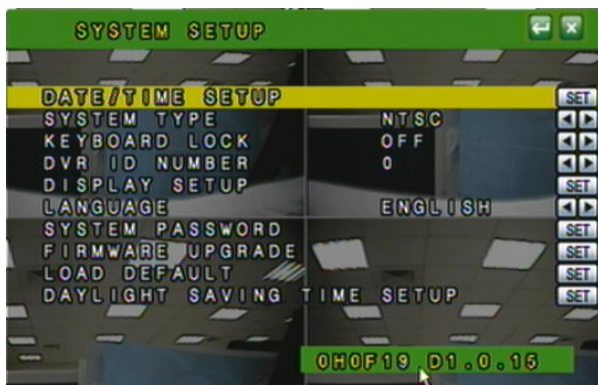 SYSTEM SETUP
DATE/TIME SETUP SET
SYSTEM TYPE NTSC
KEYBOARD LOCK OFF
DVR ID NUMBER 0
DISPLAY SETUP SET
LANGUAGE ENGLISH
SYSTEM PASSWORD SET
FIRMWARE UPGRADE SET
LOAD DEFAULT SET
DAYLIGHT SAVING TIME SETUP SET
0H0F19 D1.0.15